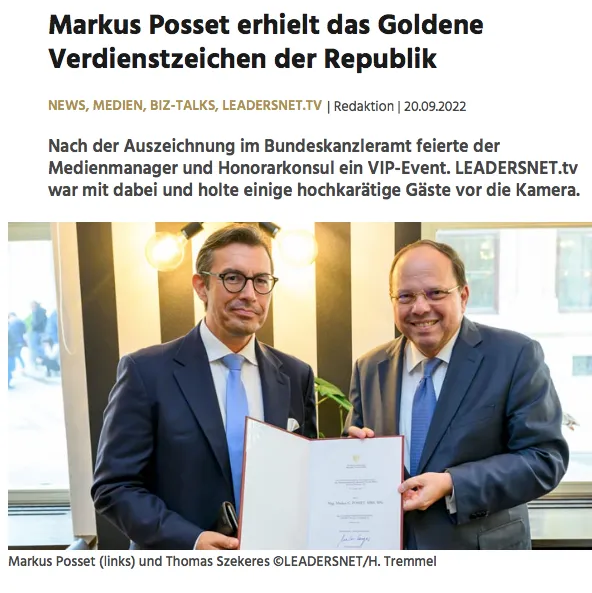 Markus Posset erhielt das Goldene
Verdienstzeichen der Republik
NEWS, MEDIEN, BIZ-TALKS, LEADERSNET.TV | Redaktion | 20.09.2022
Nach der Auszeichnung im Bundeskanzleramt feierte der
Medienmanager und Honorarkonsul ein VIP-Event. LEADERSNET.tv
war mit dabei und holte einige hochkarätige Gäste vor die Kamera.
Markus Posset (links) und Thomas Szekeres ©LEADERSNET/H. Tremmel